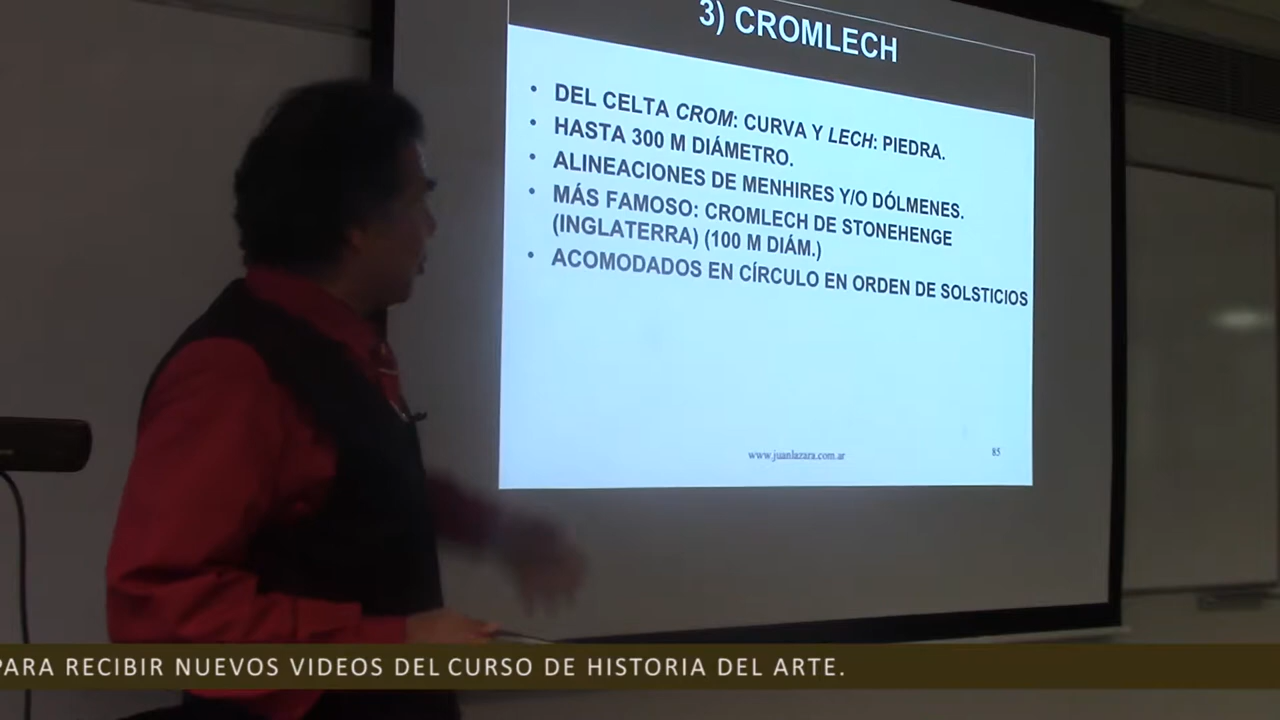 3) CROMLECH
• DEL CELTA CROM: CURVA Y LECH: PIEDRA.
• HASTA 300 M DIÁMETRO.
• ALINEACIONES DE MENHIRES Y/O DÓLMENES.
• MÁS FAMOSO: CROMLECH DE STONEHENGE
(INGLATERRA) (100 M DIÁM.)
• ACOMODADOS EN CÍRCULO EN ORDEN DE SOLSTICIOS
www.juanlazara.com.ar
85
PARA RECIBIR NUEVOS VIDEOS DEL CURSO DE HISTORIA DEL ARTE.